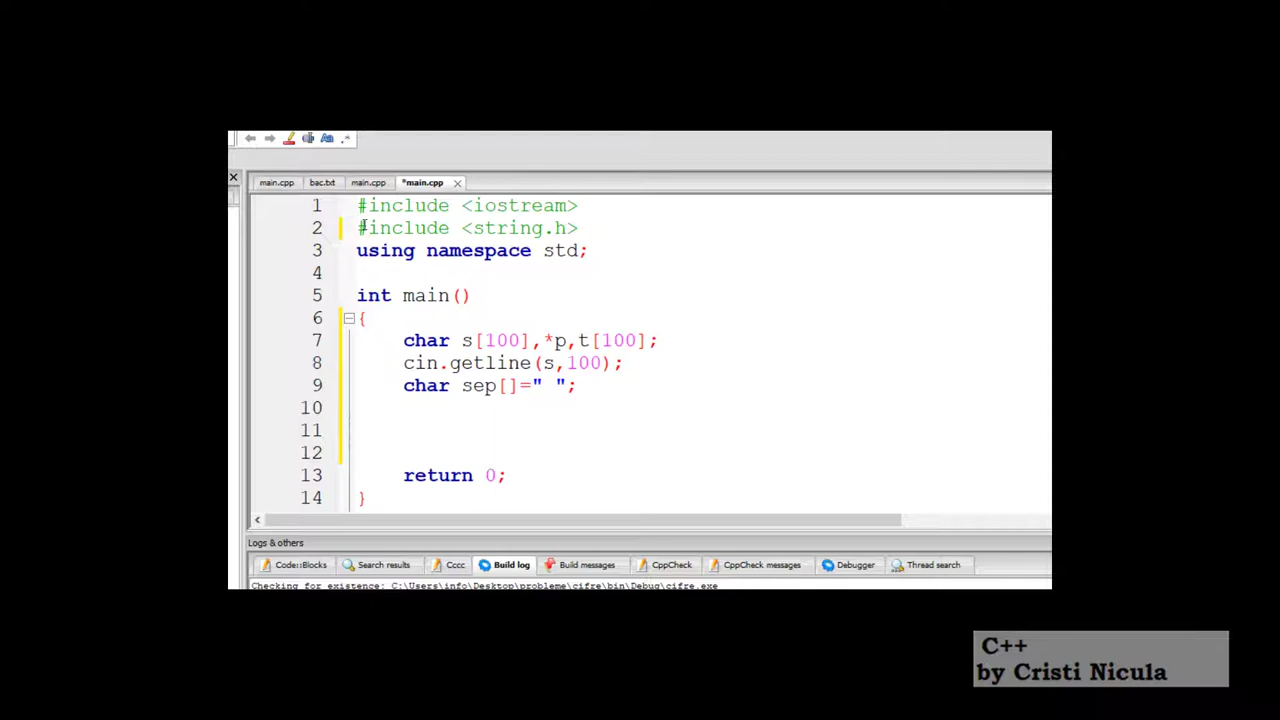 main.cpp bac.txt main.cpp *main.cpp
1 #include <iostream>
2 #include <string.h>
3 using namespace std;
4
5 int main()
6 {
7 char s[100],*p,t[100];
8 cin.getline(s,100);
9 char sep[]=" ";
10
11
12
13 return 0;
14 }
Logs & others
Code::Blocks Search results Cccc Build log Build messages CppCheck CppCheck messages Debugger Thread search
Checking for existence: C:\Users\info\Desktop\probleme\cifre\bin\Debug\cifre.exe
C++
by Cristi Nicula